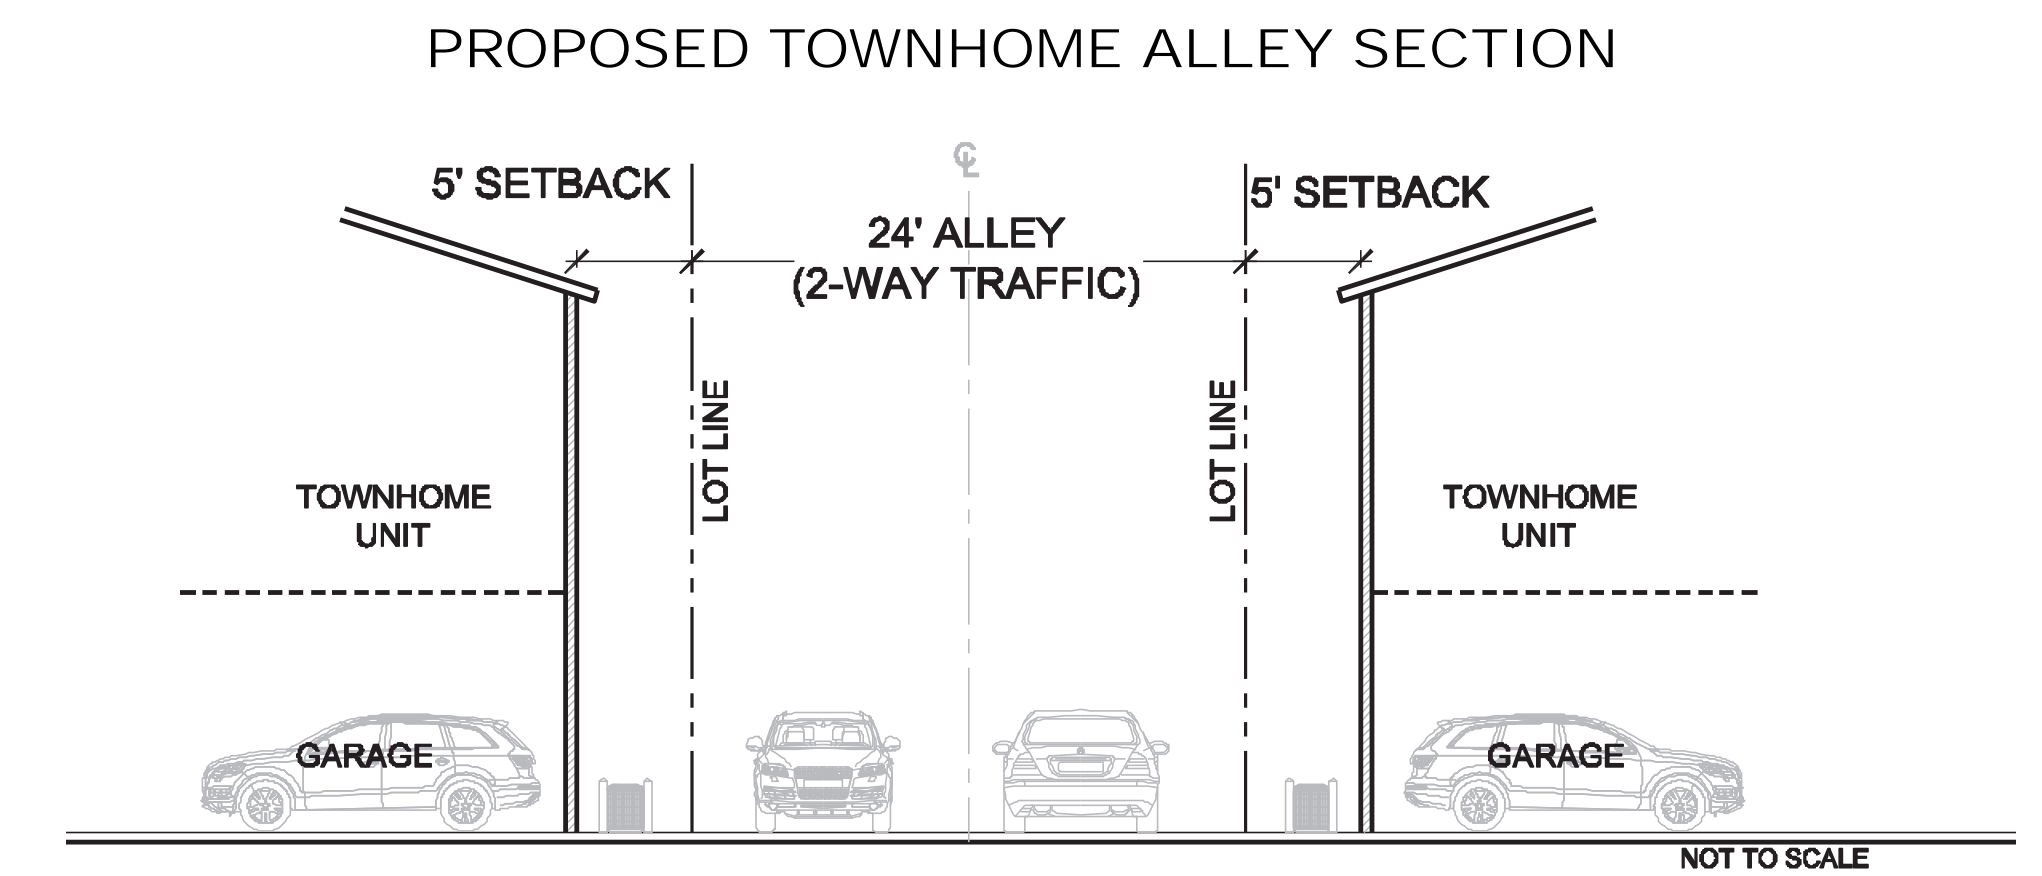 PROPOSED TOWNHOME ALLEY SECTION
℄
5' SETBACK
5' SETBACK
24' ALLEY
(2-WAY TRAFFIC)
LOT LINE
LOT LINE
TOWNHOME
UNIT
TOWNHOME
UNIT
GARAGE
GARAGE
NOT TO SCALE